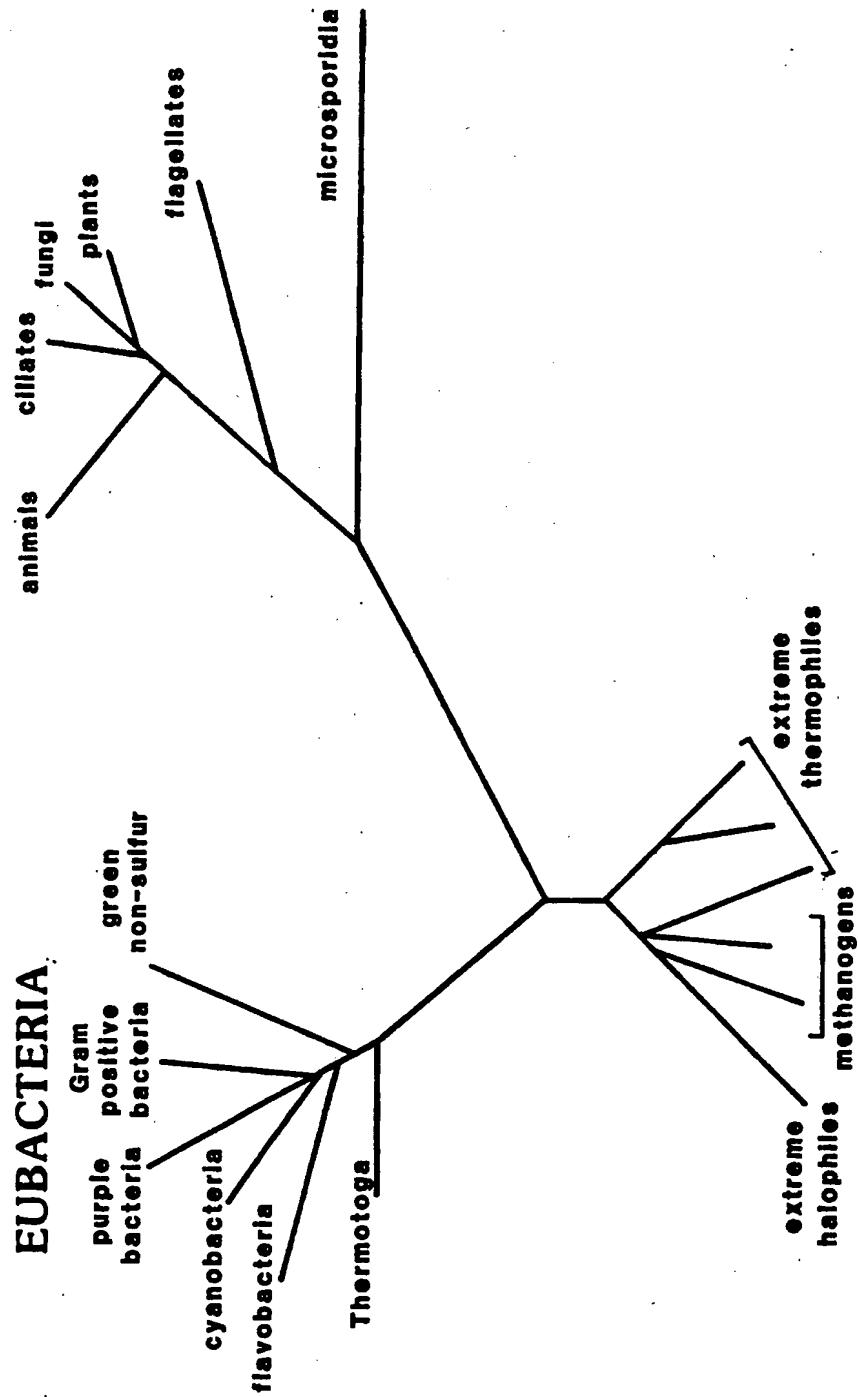 EUBACTERIA
purple
bacteria
Gram
positive
bacteria
green
non-sulfur
cyanobacteria
flavobacteria
Thermotoga
animals
ciliates
fungi
plants
flagellates
microsporidia
extreme
halophiles
methanogens
extreme
thermophiles